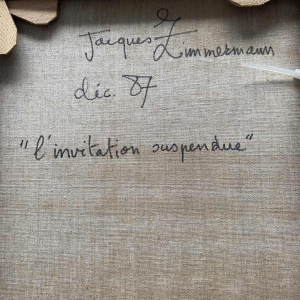 Jacques Zimmermann
déc. 87
"l'invitation suspendue"